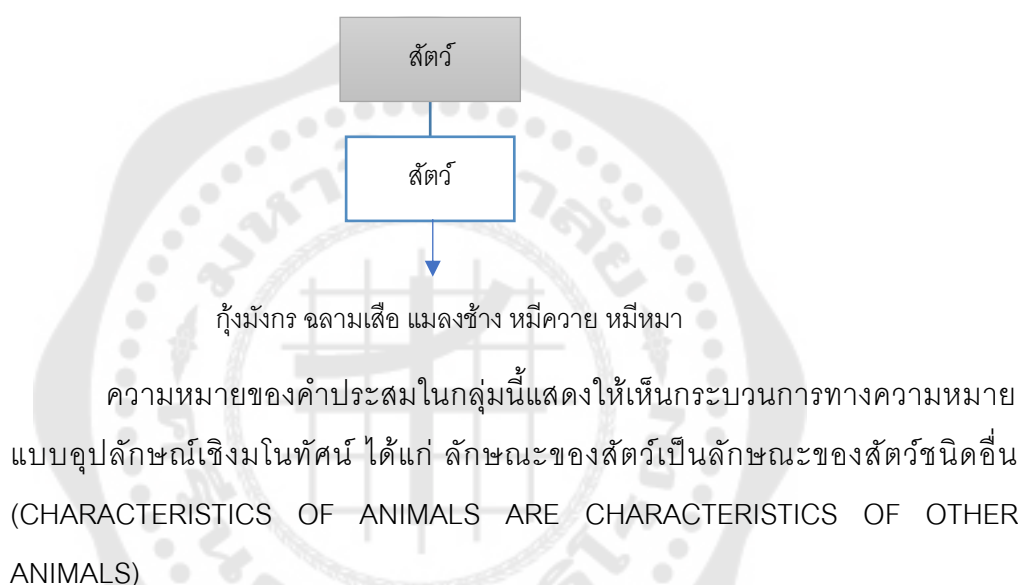 สัตว์
สัตว์
กุ้งมังกร ฉลามเสือ แมลงช้าง หมีควาย หมีหมา
ความหมายของคำประสมในกลุ่มนี้แสดงให้เห็นกระบวนการทางความหมาย
แบบอุปลักษณ์เชิงมโนทัศน์ ได้แก่ ลักษณะของสัตว์เป็นลักษณะของสัตว์ชนิดอื่น
(CHARACTERISTICS OF ANIMALS ARE CHARACTERISTICS OF OTHER
ANIMALS)